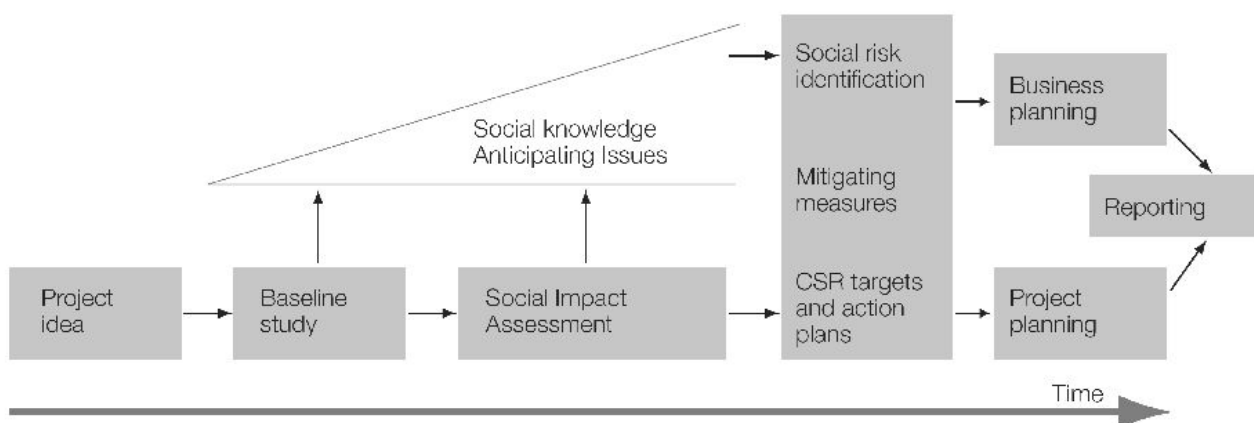 Social knowledge
Anticipating Issues
Social risk
identification
Mitigating
measures
CSR targets
and action
plans
Business
planning
Reporting
Project
idea
Baseline
study
Social Impact
Assessment
Project
planning
Time